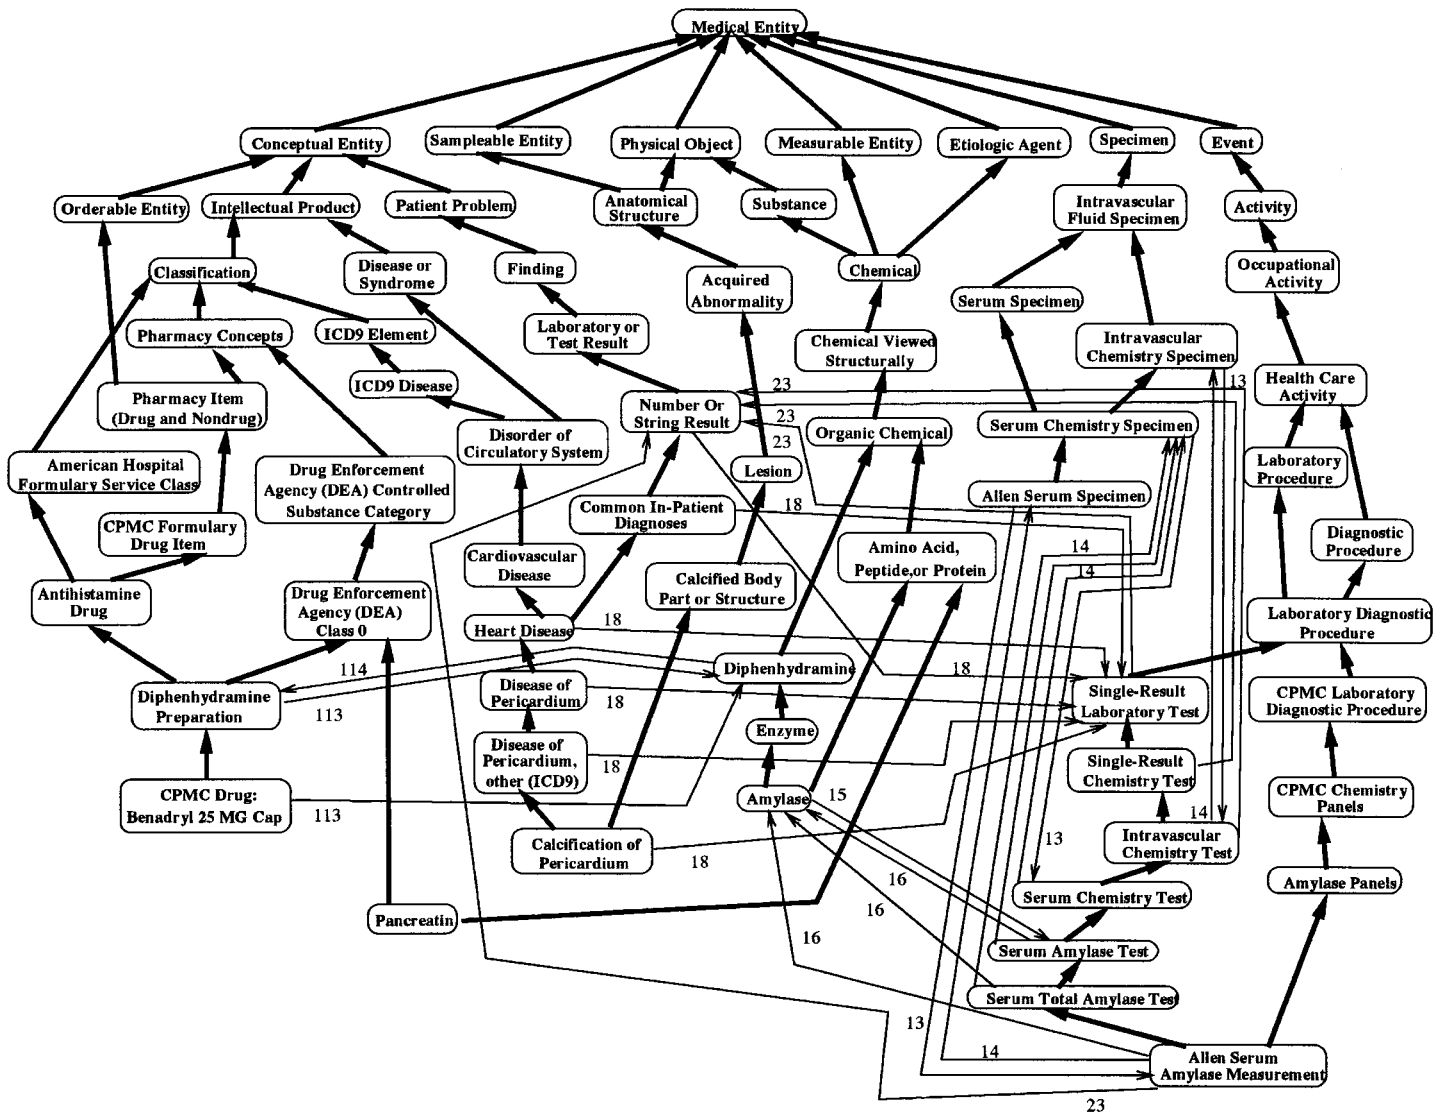 Medical Entity
Conceptual Entity
Sampleable Entity
Physical Object
Measurable Entity
Etiologic Agent
Specimen
Event
Orderable Entity
Intellectual Product
Patient Problem
Anatomical
Structure
Substance
Intravascular
Fluid Specimen
Activity
Classification
Disease or
Syndrome
Finding
Acquired
Abnormality
Chemical
Serum Specimen
Occupational
Activity
Pharmacy Concepts
ICD9 Element
Laboratory or
Test Result
Chemical Viewed
Structurally
Intravascular
Chemistry Specimen
Pharmacy Item
(Drug and Nondrug)
ICD9 Disease
Number Or
String Result
23
23
23
Organic Chemical
Serum Chemistry Specimen
13
Health Care
Activity
American Hospital
Formulary Service Class
Drug Enforcement
Agency (DEA) Controlled
Substance Category
Disorder of
Circulatory System
Lesion
Allen Serum Specimen
Laboratory
Procedure
CPMC Formulary
Drug Item
Common In-Patient
Diagnoses
18
Amino Acid,
Peptide,or Protein
14
14
Diagnostic
Procedure
Antihistamine
Drug
Drug Enforcement
Agency (DEA)
Class 0
Cardiovascular
Disease
Calcified Body
Part or Structure
Heart Disease
18
Laboratory Diagnostic
Procedure
114
113
Diphenhydramine
18
Diphenhydramine
Preparation
Disease of
Pericardium
18
Single-Result
Laboratory Test
CPMC Laboratory
Diagnostic Procedure
Enzyme
Disease of
Pericardium,
other (ICD9)
18
Single-Result
Chemistry Test
CPMC Drug:
Benadryl 25 MG Cap
113
Amylase
15
14
CPMC Chemistry
Panels
Calcification of
Pericardium
18
13
Intravascular
Chemistry Test
16
Serum Chemistry Test
Amylase Panels
Pancreatin
16
16
Serum Amylase Test
Serum Total Amylase Test
13
14
Allen Serum
Amylase Measurement
23